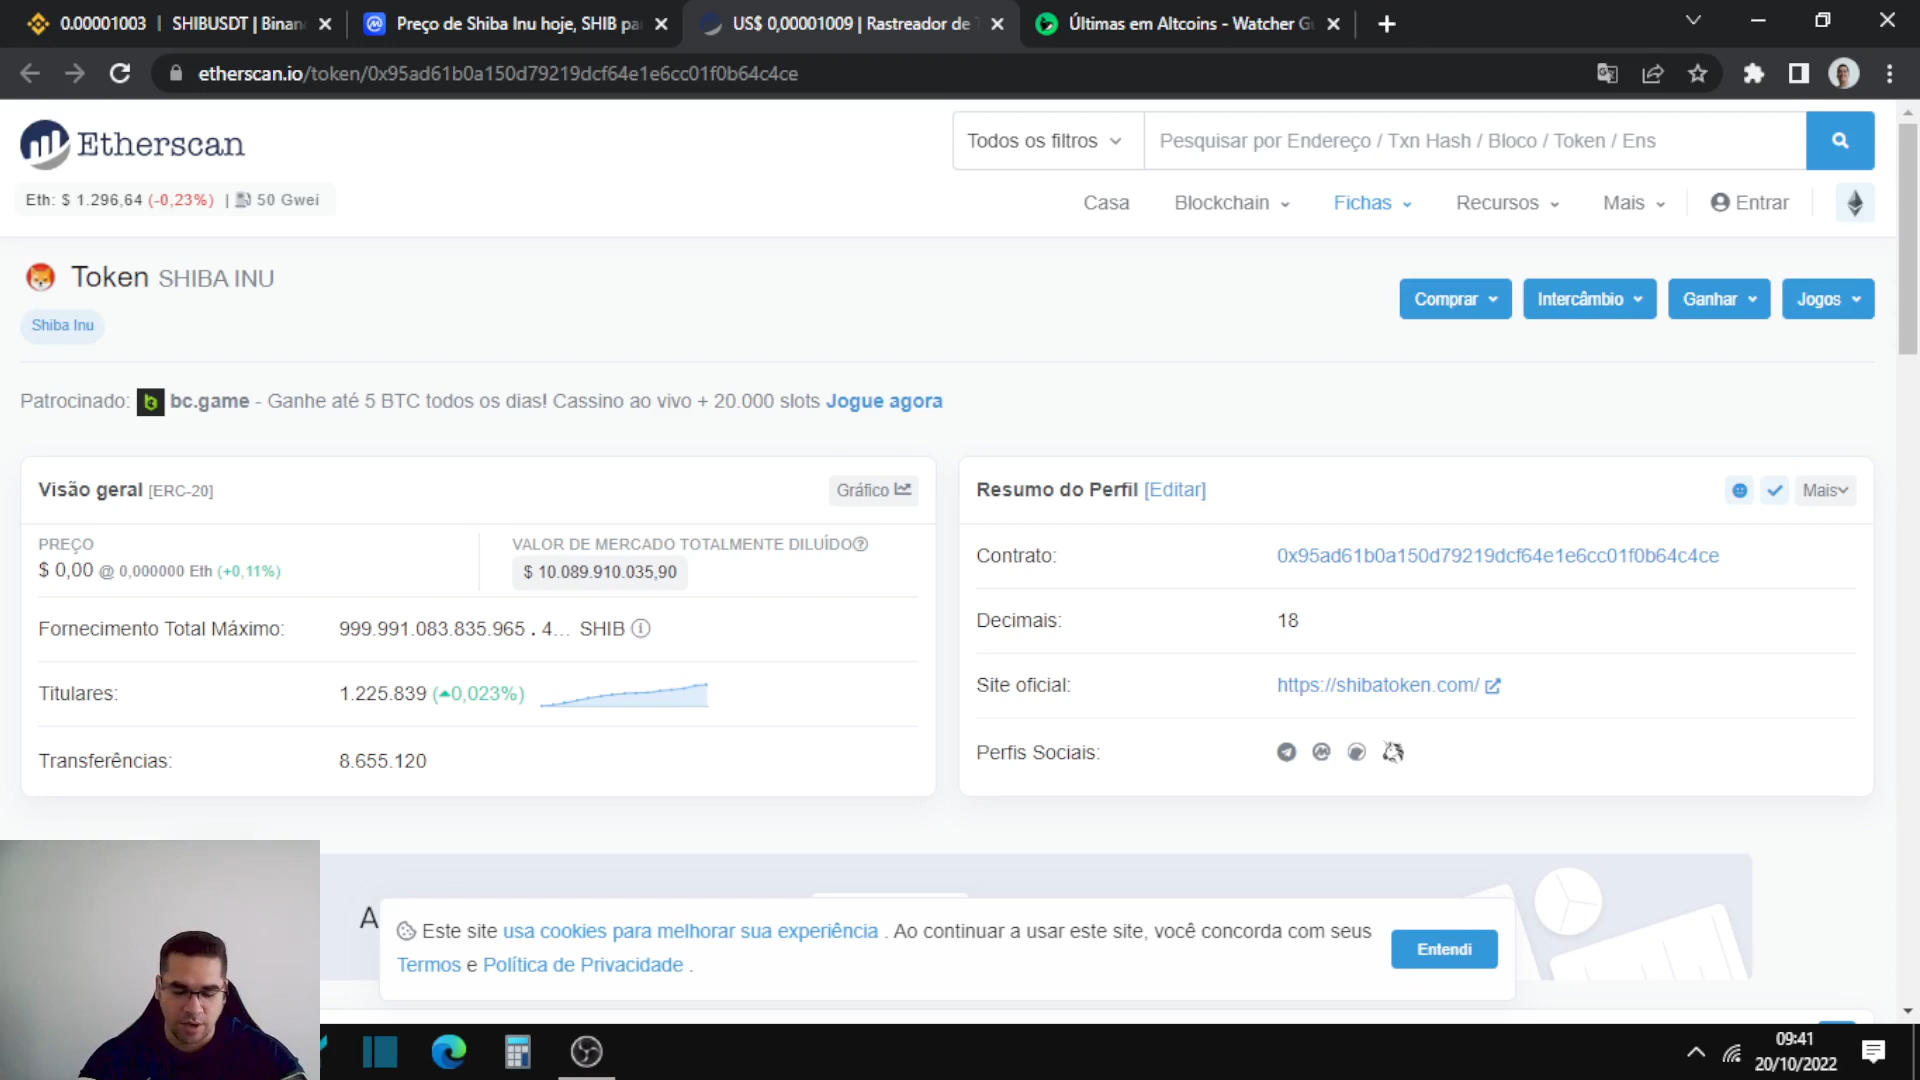 0.00001003 | SHIBUSDT | Binan
Preço de Shiba Inu hoje, SHIB pa
US$ 0,00001009 | Rastreador de
Últimas em Altcoins - Watcher G
etherscan.io/token/0x95ad61b0a150d79219dcf64e1e6cc01f0b64c4ce
Etherscan
Todos os filtros
Pesquisar por Endereço / Txn Hash / Bloco / Token / Ens
Eth: $ 1.296,64 (-0,23%) | 50 Gwei
Casa
Blockchain
Fichas
Recursos
Mais
Entrar
Token SHIBA INU
Shiba Inu
Comprar
Intercâmbio
Ganhar
Jogos
Patrocinado: bc.game - Ganhe até 5 BTC todos os dias! Cassino ao vivo + 20.000 slots Jogue agora
Visão geral [ERC-20]
Gráfico
PREÇO
$ 0,00 @ 0,000000 Eth (+0,11%)
VALOR DE MERCADO TOTALMENTE DILUÍDO
$ 10.089.910.035,90
Fornecimento Total Máximo: 999.991.083.835.965 . 4... SHIB
Titulares: 1.225.839 (0,023%)
Transferências: 8.655.120
Resumo do Perfil [Editar]
Mais
Contrato: 0x95ad61b0a150d79219dcf64e1e6cc01f0b64c4ce
Decimais: 18
Site oficial: https://shibatoken.com/
Perfis Sociais:
A
Este site usa cookies para melhorar sua experiência . Ao continuar a usar este site, você concorda com seus
Termos e Política de Privacidade .
Entendi
09:41
20/10/2022